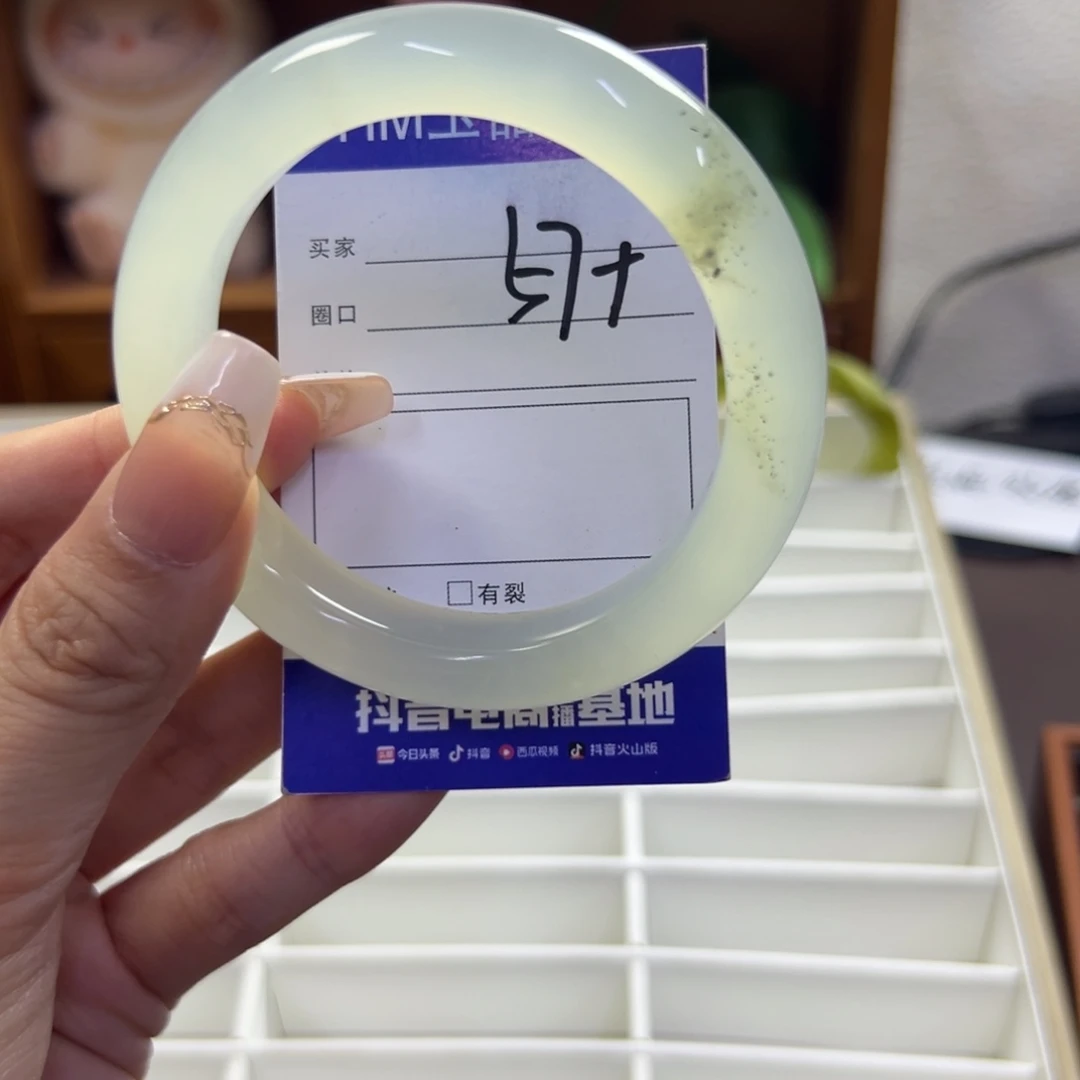 买家
57+
圈口
有裂
抖音电商直播基地
今日头条 抖音 西瓜视频 抖音火山版